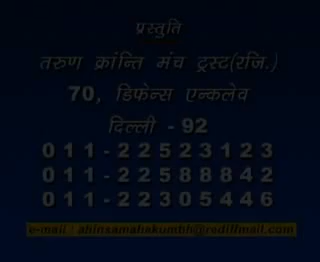 प्रस्तुति
तरुण क्रांन्ति मंच ट्रस्ट(रजि.)
70, डिफेन्स एन्कलेव
दिल्ली - 92
011-22523123
011-22588842
011-22305446
e-mail : ahinsamahakumbh@rediffmail.com